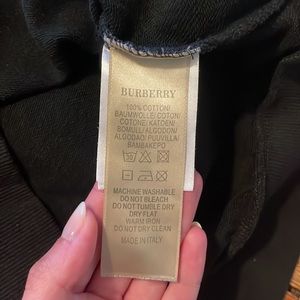 BURBERRY
100% COTTON/
BAUMWOLLE/COTON/
COTONE/KATOEN/
BOMULL/ALGODON/
ALGODAO/PUUVILLA/
BAMBAKEPO
30
MACHINE WASHABLE
DO NOT BLEACH
DO NOT TUMBLE DRY
DRY FLAT
WARM IRON
DO NOT DRY CLEAN
MADE IN ITALY